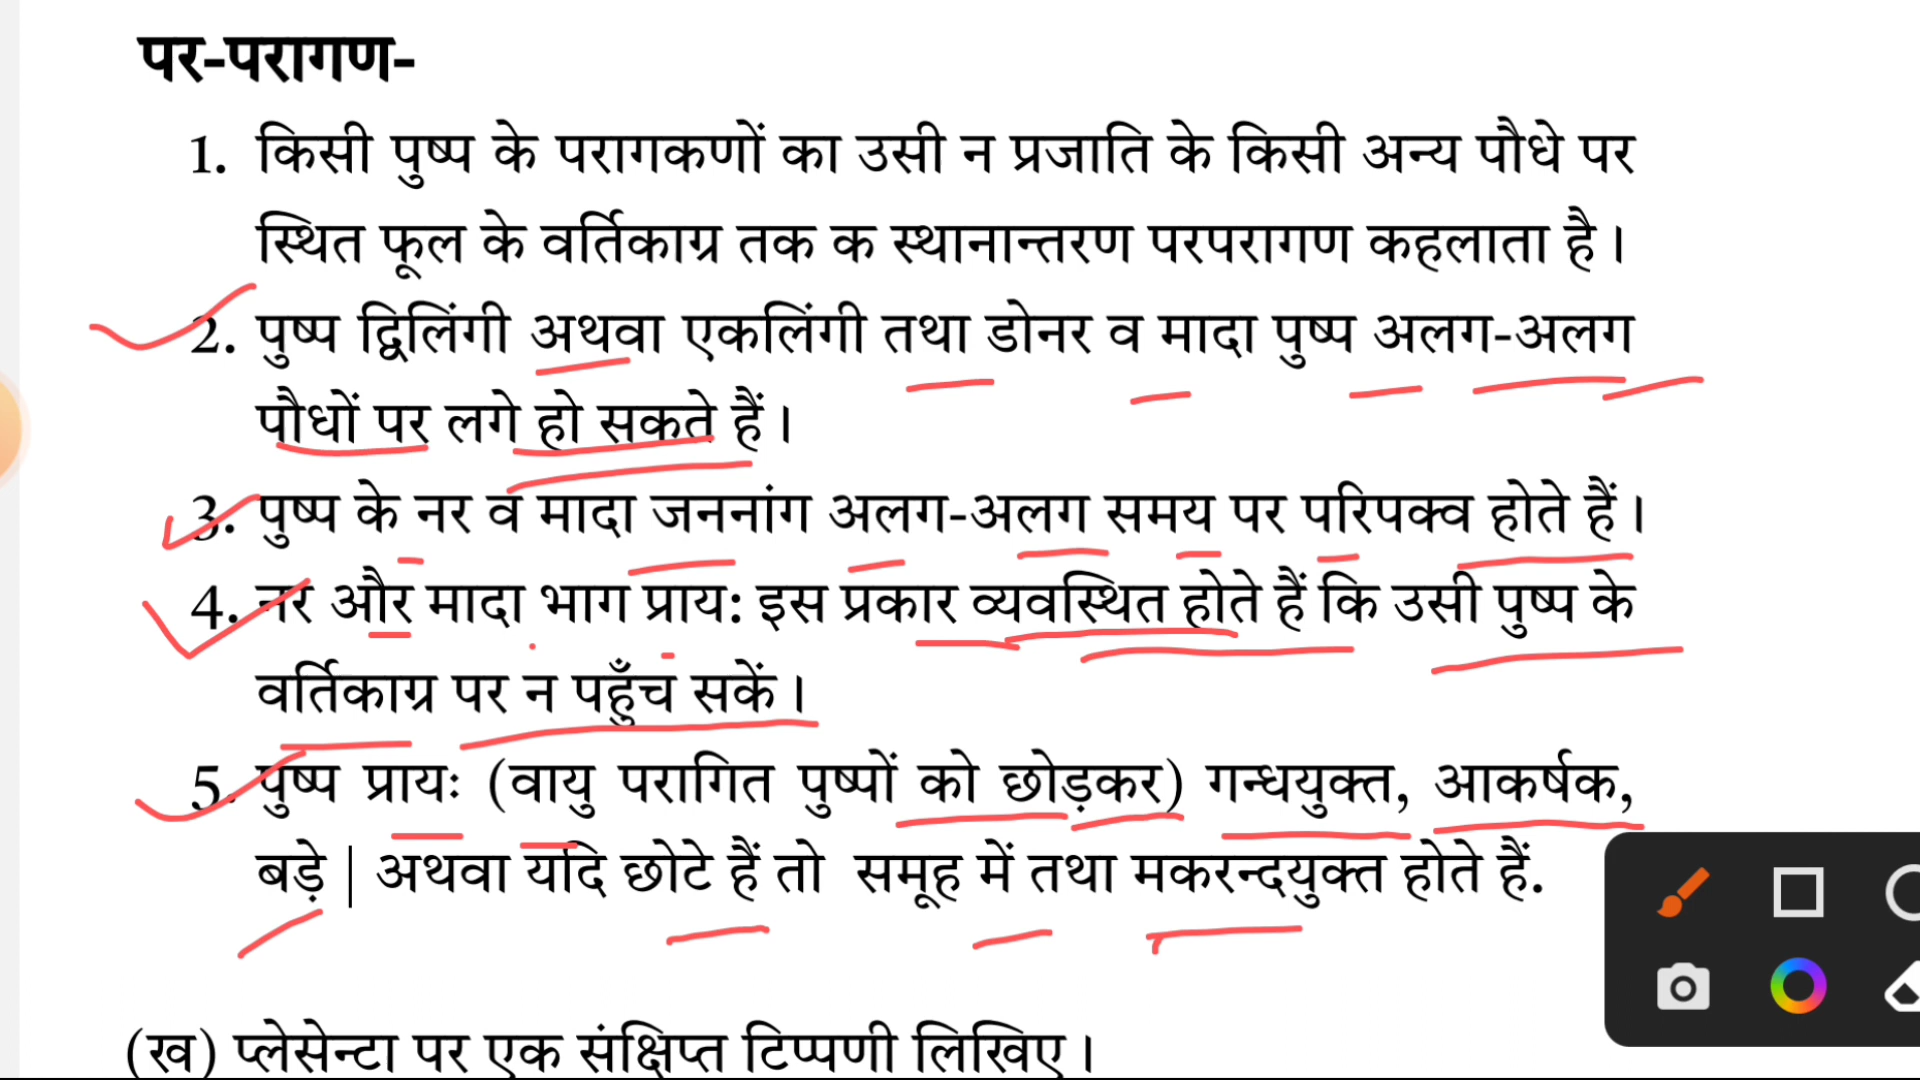 पर-परागण-
1. किसी पुष्प के परागकणों का उसी न प्रजाति के किसी अन्य पौधे पर
स्थित फूल के वर्तिकाग्र तक क स्थानान्तरण परपरागण कहलाता है।
2. पुष्प द्विलिंगी अथवा एकलिंगी तथा डोनर व मादा पुष्प अलग-अलग
पौधों पर लगे हो सकते हैं।
3. पुष्प के नर व मादा जननांग अलग-अलग समय पर परिपक्व होते हैं।
4. नर और मादा भाग प्राय: इस प्रकार व्यवस्थित होते हैं कि उसी पुष्प के
वर्तिकाग्र पर न पहुँच सकें।
5. पुष्प प्रायः (वायु परागित पुष्पों को छोड़कर) गन्धयुक्त, आकर्षक,
बड़े | अथवा यदि छोटे हैं तो समूह में तथा मकरन्दयुक्त होते हैं.
(ख) प्लेसेन्टा पर एक संक्षिप्त टिप्पणी लिखिए।